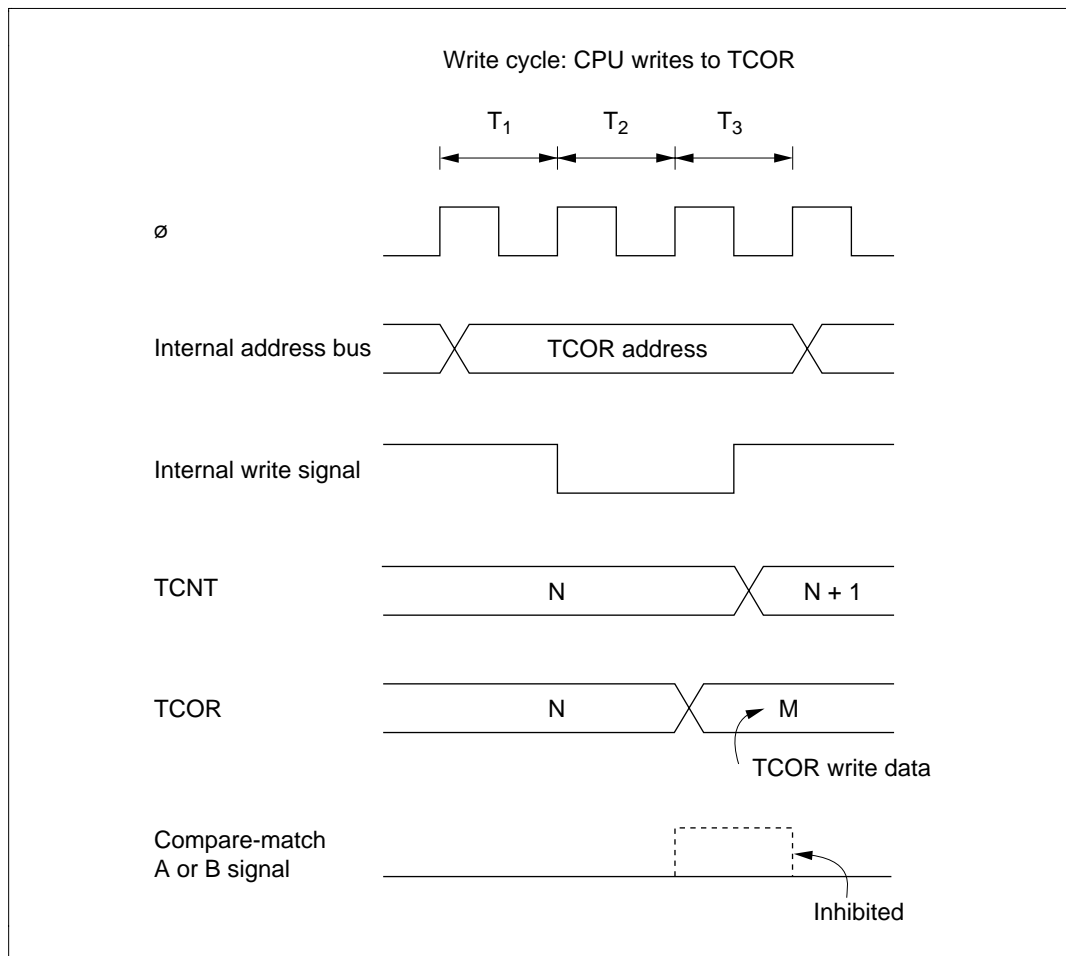 Write cycle: CPU writes to TCOR
T1 T2 T3
ø
Internal address bus TCOR address
Internal write signal
TCNT N N + 1
TCOR N M
TCOR write data
Compare-match
A or B signal
Inhibited